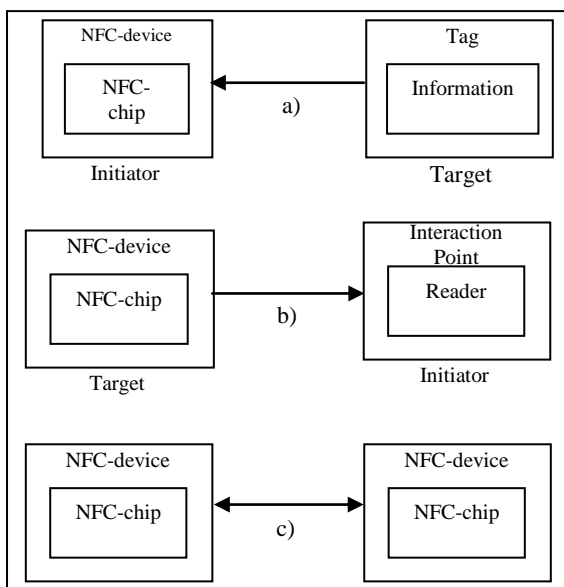 NFC-device
NFC-
chip
Initiator
a)
Tag
Information
Target
NFC-device
NFC-chip
Target
b)
Interaction
Point
Reader
Initiator
NFC-device
NFC-chip
c)
NFC-device
NFC-chip